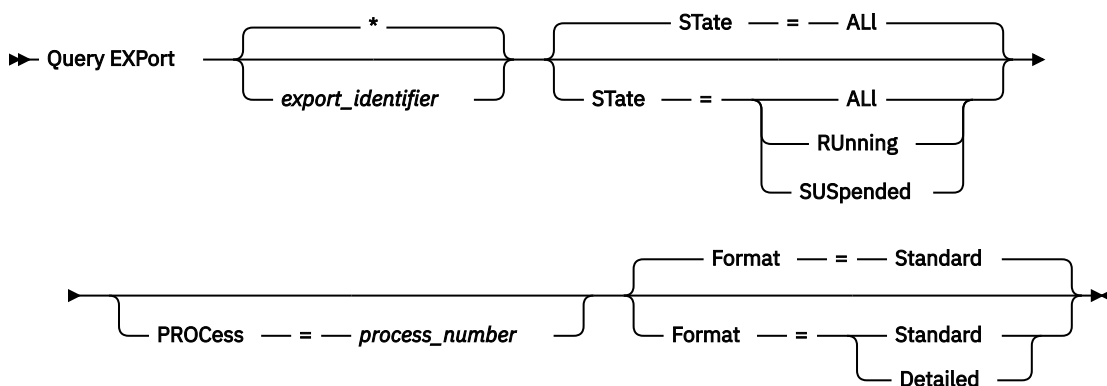 *
STate = ALl
Query EXPort
export_identifier
STate = ALl
RUnning
SUSpended
Format = Standard
PROCess = process_number
Format = Standard
Detailed